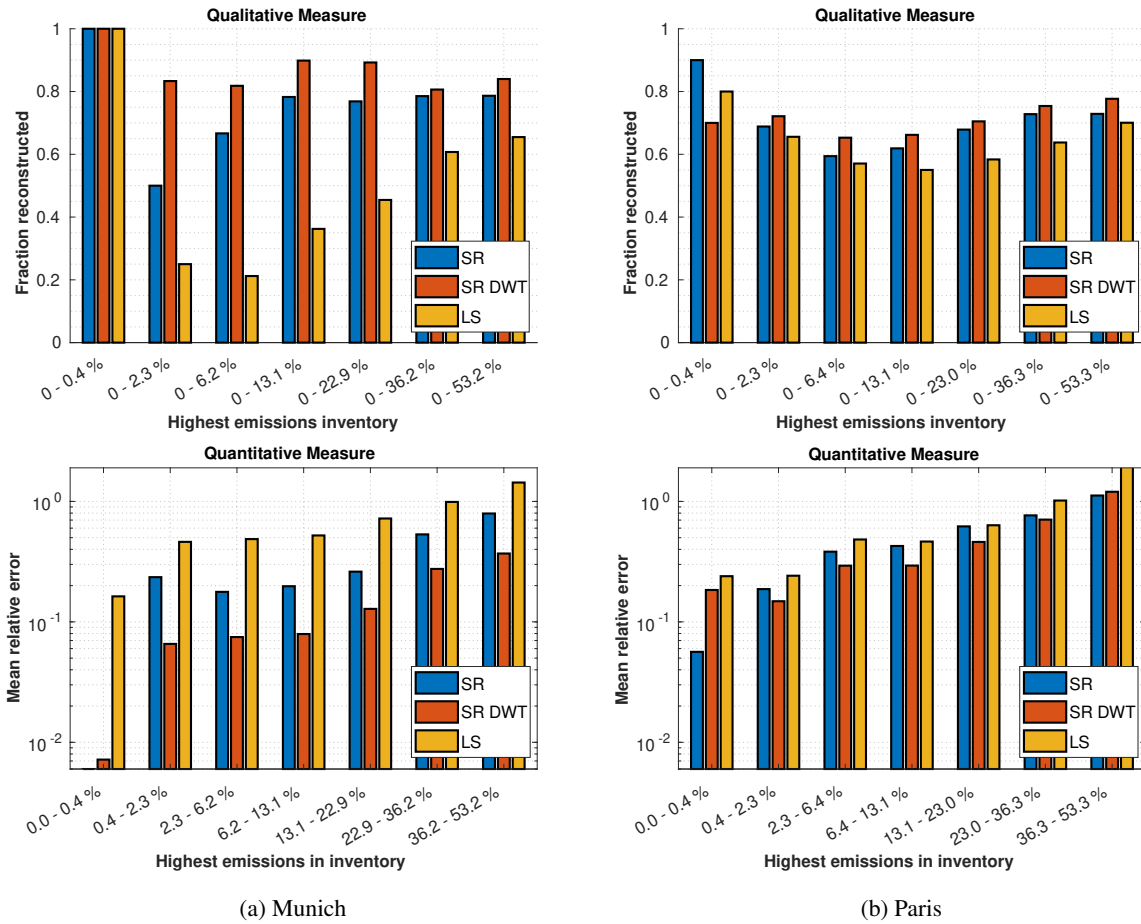 Qualitative Measure
1
0.8
0.6
0.4
0.2
0
Fraction reconstructed
SR
SR DWT
LS
0 - 0.4 %
0 - 2.3 %
0 - 6.2 %
0 - 13.1 %
0 - 22.9 %
0 - 36.2 %
0 - 53.2 %
Highest emissions inventory
Qualitative Measure
1
0.8
0.6
0.4
0.2
0
Fraction reconstructed
SR
SR DWT
LS
0 - 0.4 %
0 - 2.3 %
0 - 6.4 %
0 - 13.1 %
0 - 23.0 %
0 - 36.3 %
0 - 53.3 %
Highest emissions inventory
Quantitative Measure
10^0
10^-1
10^-2
Mean relative error
SR
SR DWT
LS
0.0 - 0.4 %
0.4 - 2.3 %
2.3 - 6.2 %
6.2 - 13.1 %
13.1 - 22.9 %
22.9 - 36.2 %
36.2 - 53.2 %
Highest emissions in inventory
(a) Munich
Quantitative Measure
10^0
10^-1
10^-2
Mean relative error
SR
SR DWT
LS
0.0 - 0.4 %
0.4 - 2.3 %
2.3 - 6.4 %
6.4 - 13.1 %
13.1 - 23.0 %
23.0 - 36.3 %
36.3 - 53.3 %
Highest emissions in inventory
(b) Paris